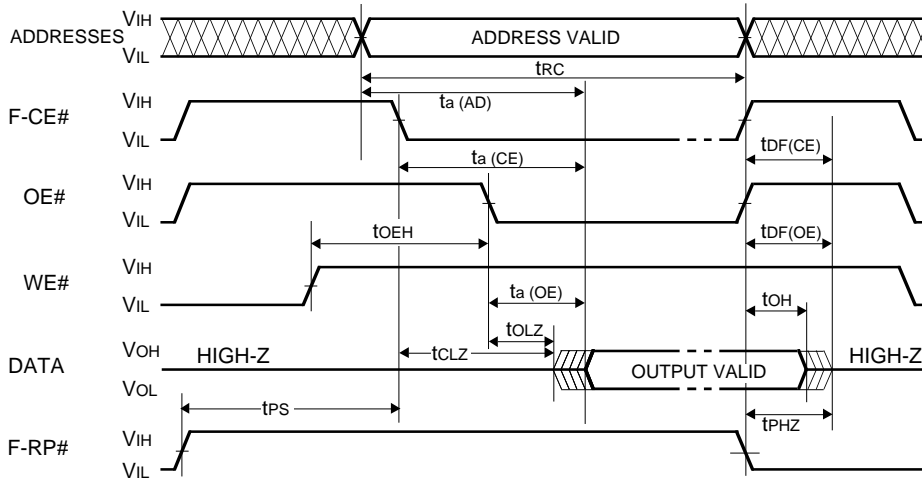 ADDRESSES VIH VIL ADDRESS VALID
tRC
ta (AD)
F-CE# VIH VIL
ta (CE) tDF(CE)
OE# VIH VIL
tOEH tDF(OE)
WE# VIH VIL
ta (OE) tOH
tOLZ
tCLZ
DATA VOH VOL HIGH-Z OUTPUT VALID HIGH-Z
tPS tPHZ
F-RP# VIH VIL